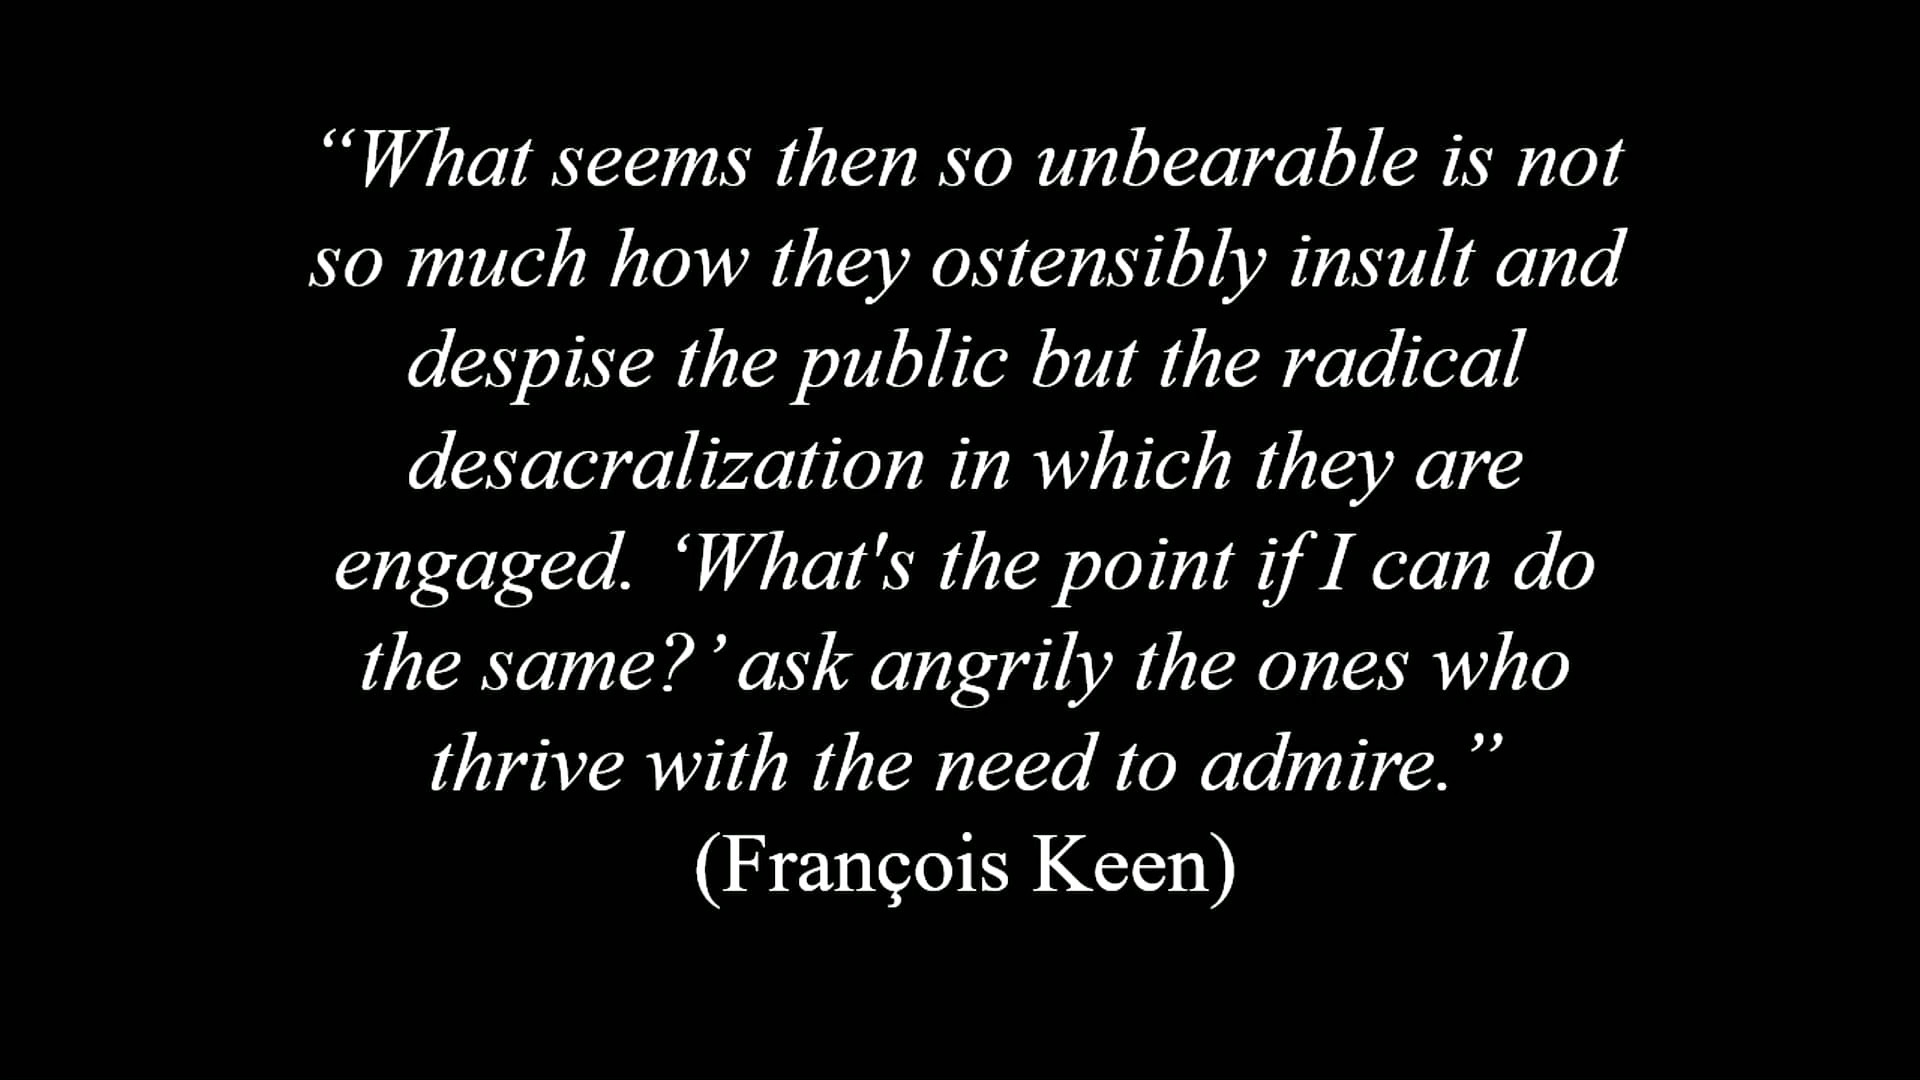 “What seems then so unbearable is not
so much how they ostensibly insult and
despise the public but the radical
desacralization in which they are
engaged. ‘What's the point if I can do
the same?’ ask angrily the ones who
thrive with the need to admire.”
(François Keen)